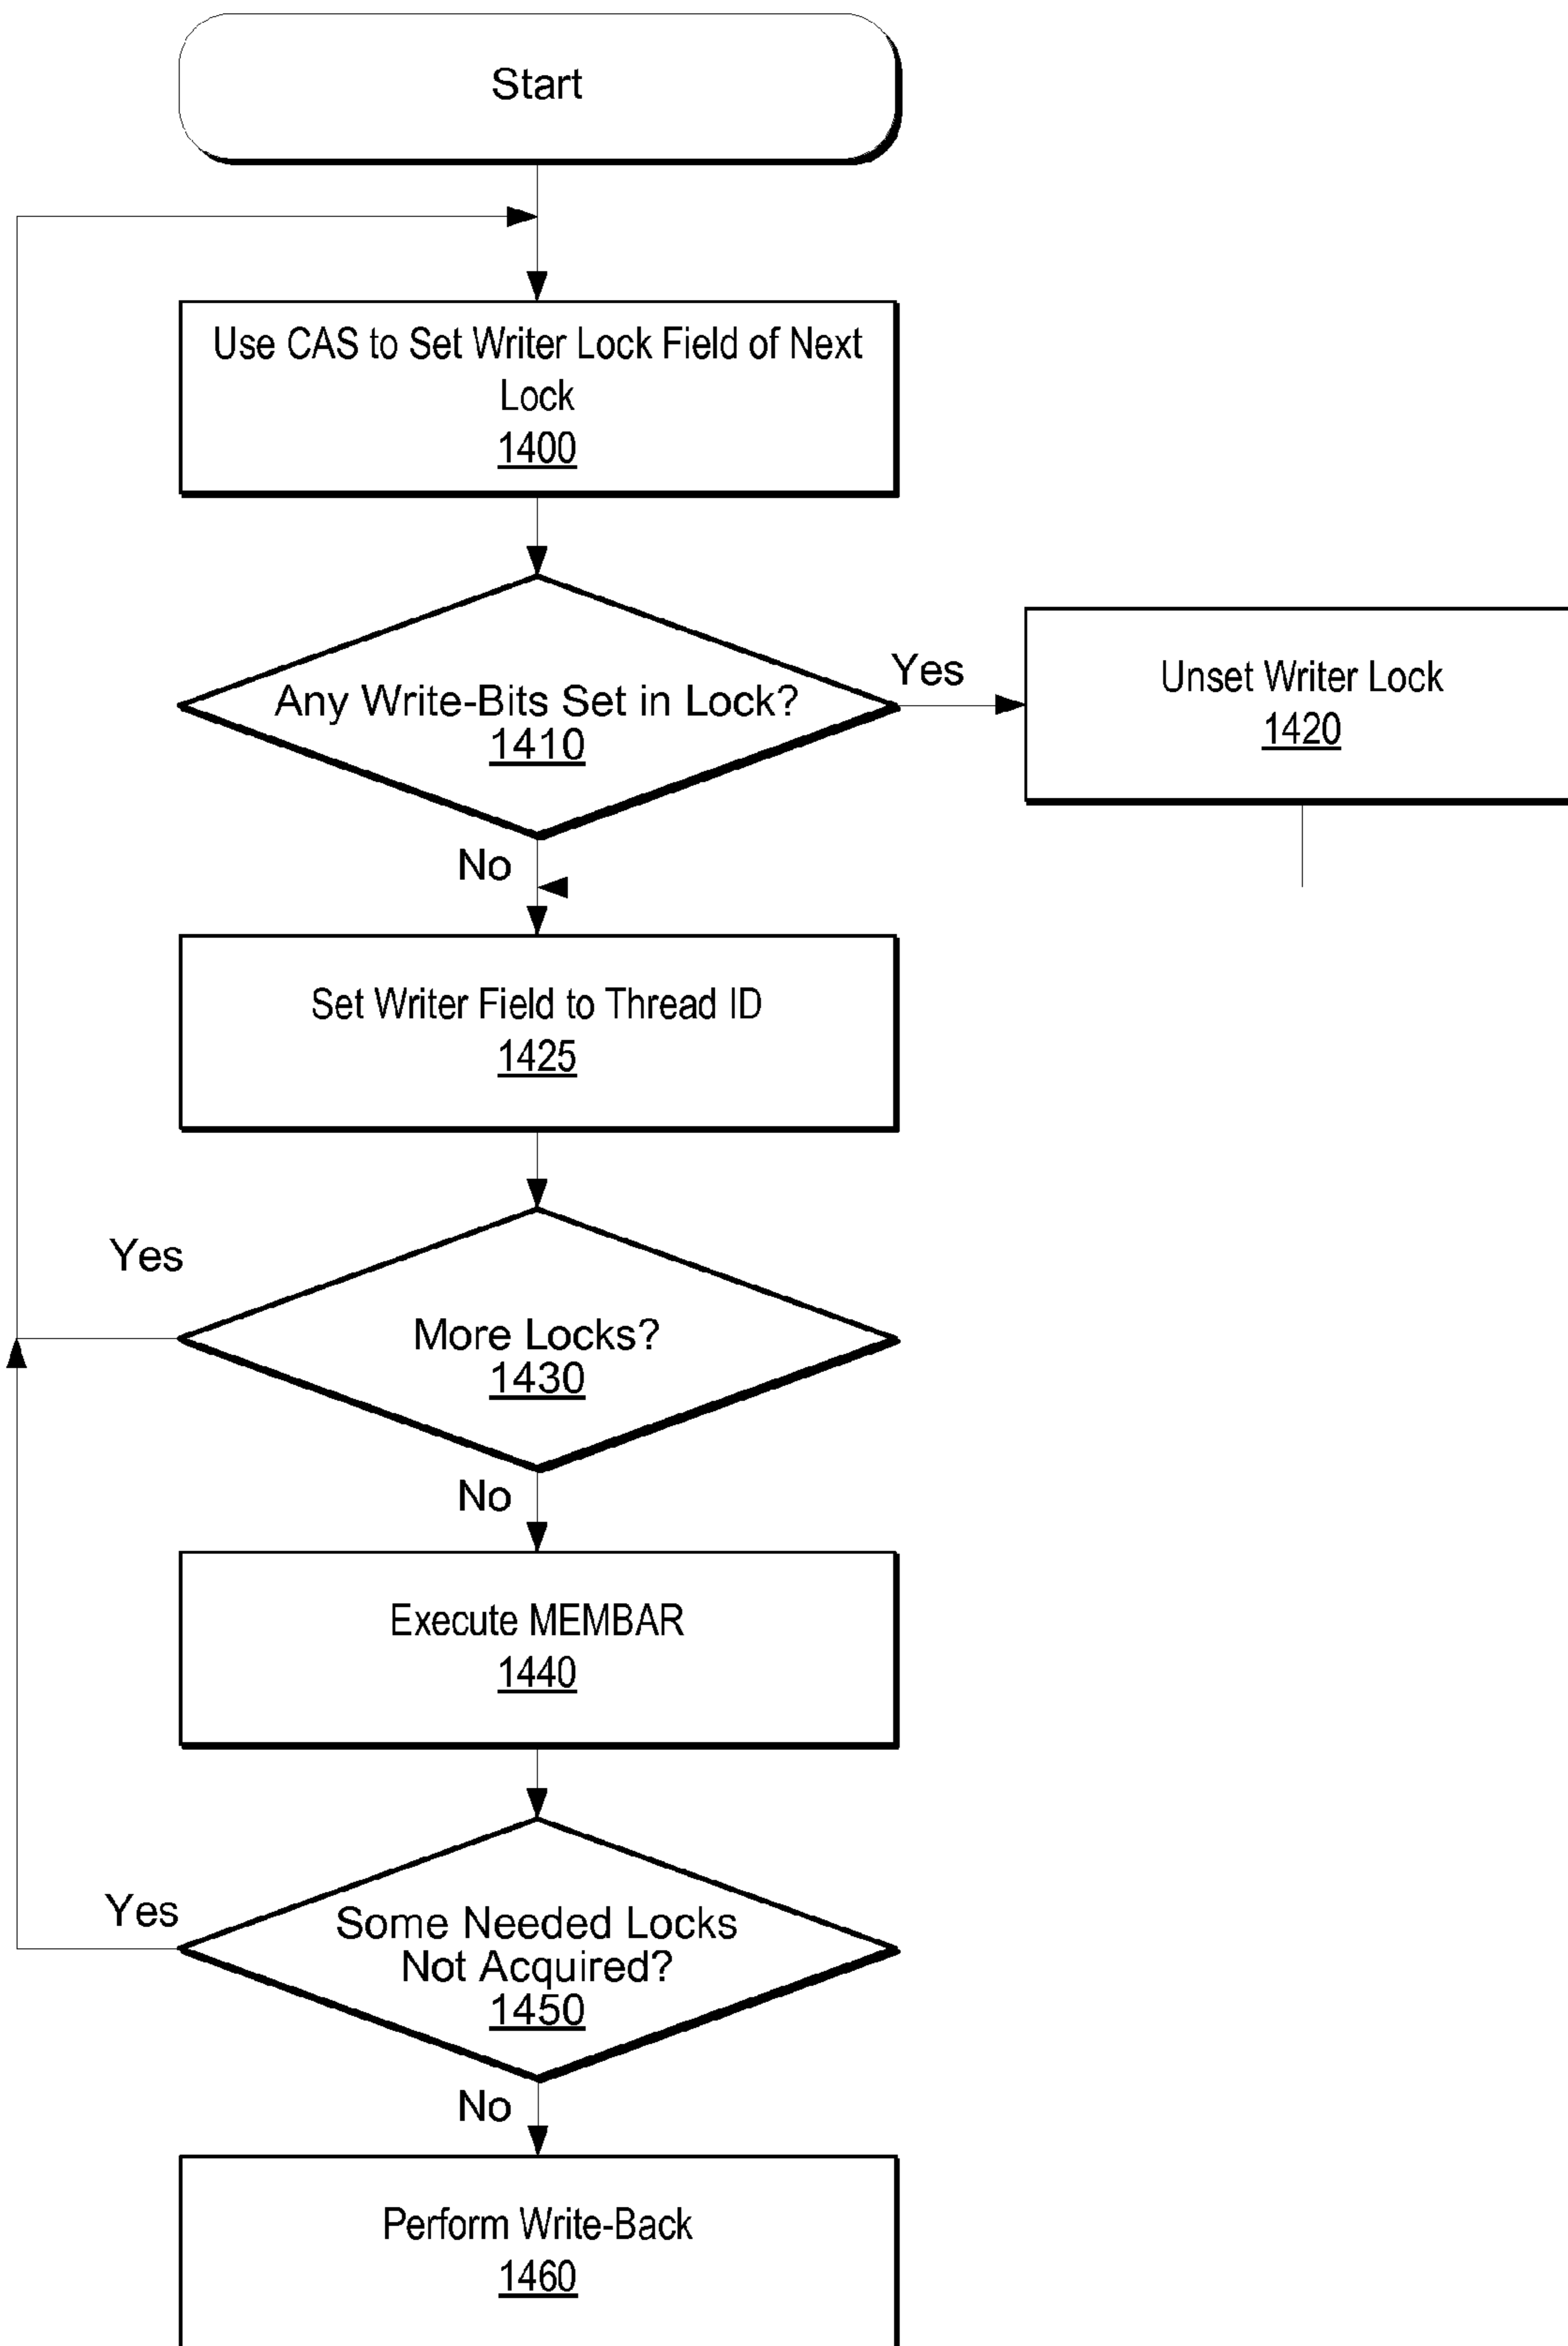 Start
Use CAS to Set Writer Lock Field of Next
Lock
1400
Any Write-Bits Set in Lock?
1410
Yes
Unset Writer Lock
1420
No
Set Writer Field to Thread ID
1425
Yes
More Locks?
1430
No
Execute MEMBAR
1440
Yes
Some Needed Locks
Not Acquired?
1450
No
Perform Write-Back
1460